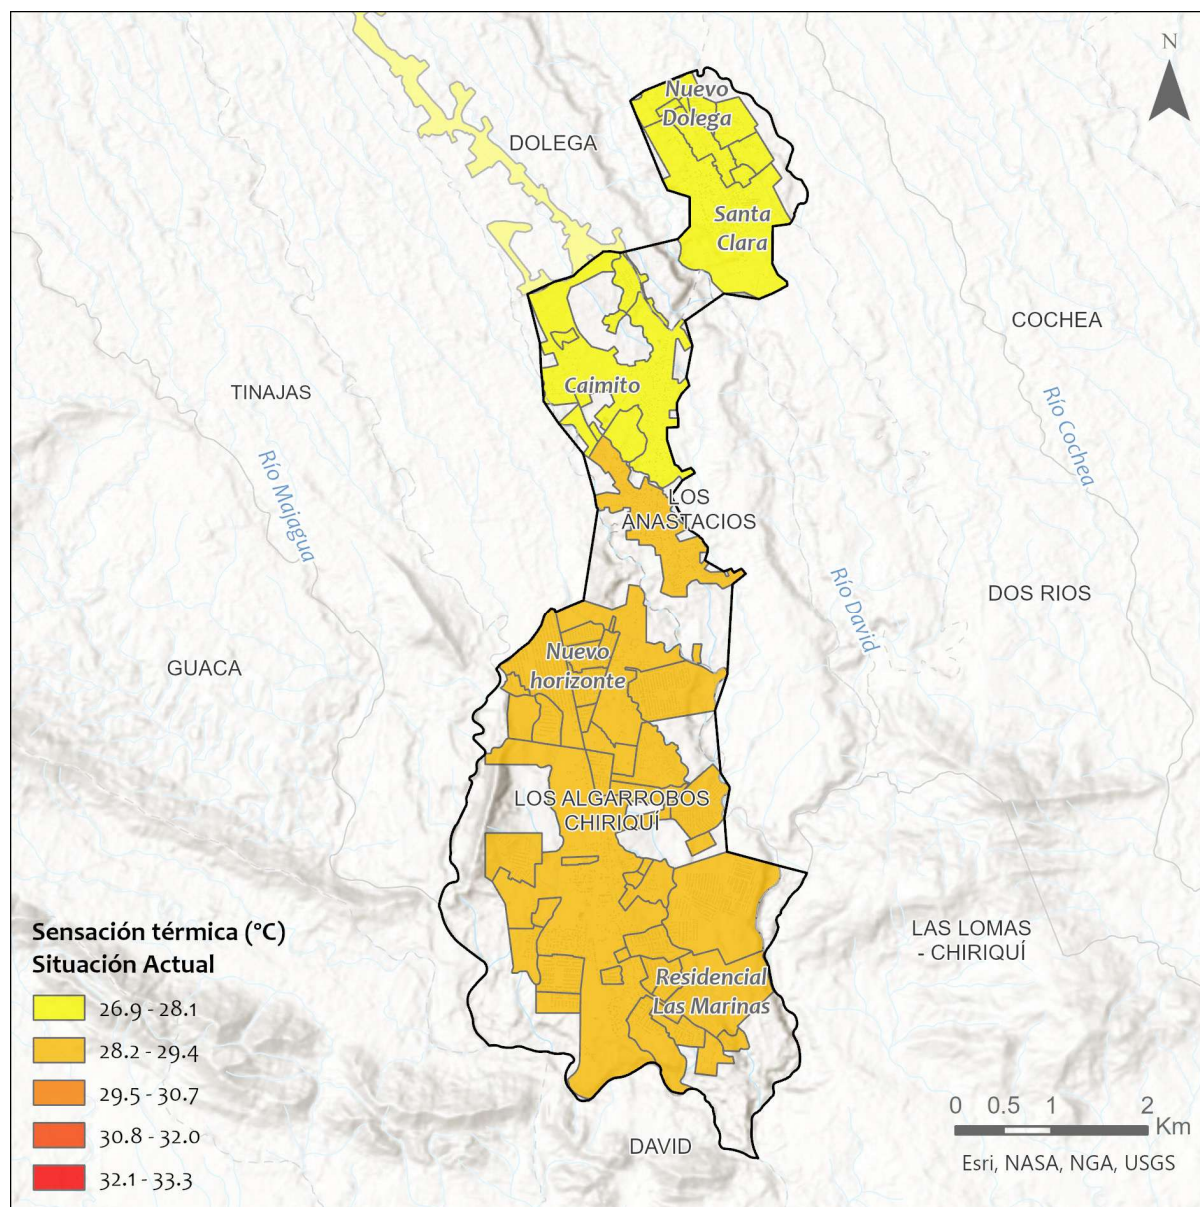 N
Nuevo
Dolega
DOLEGA
Santa
Clara
COCHEA
TINAJAS
Caimito
Río Cochea
Río Majagua
LOS
ANASTACIOS
Río David
DOS RIOS
GUACA
Nuevo
horizonte
LOS ALGARROBOS
CHIRIQUÍ
LAS LOMAS
- CHIRIQUÍ
Residencial
Las Marinas
DAVID
Sensación térmica (°C)
Situación Actual
26.9 - 28.1
28.2 - 29.4
29.5 - 30.7
30.8 - 32.0
32.1 - 33.3
0 0.5 1 2
Km
Esri, NASA, NGA, USGS